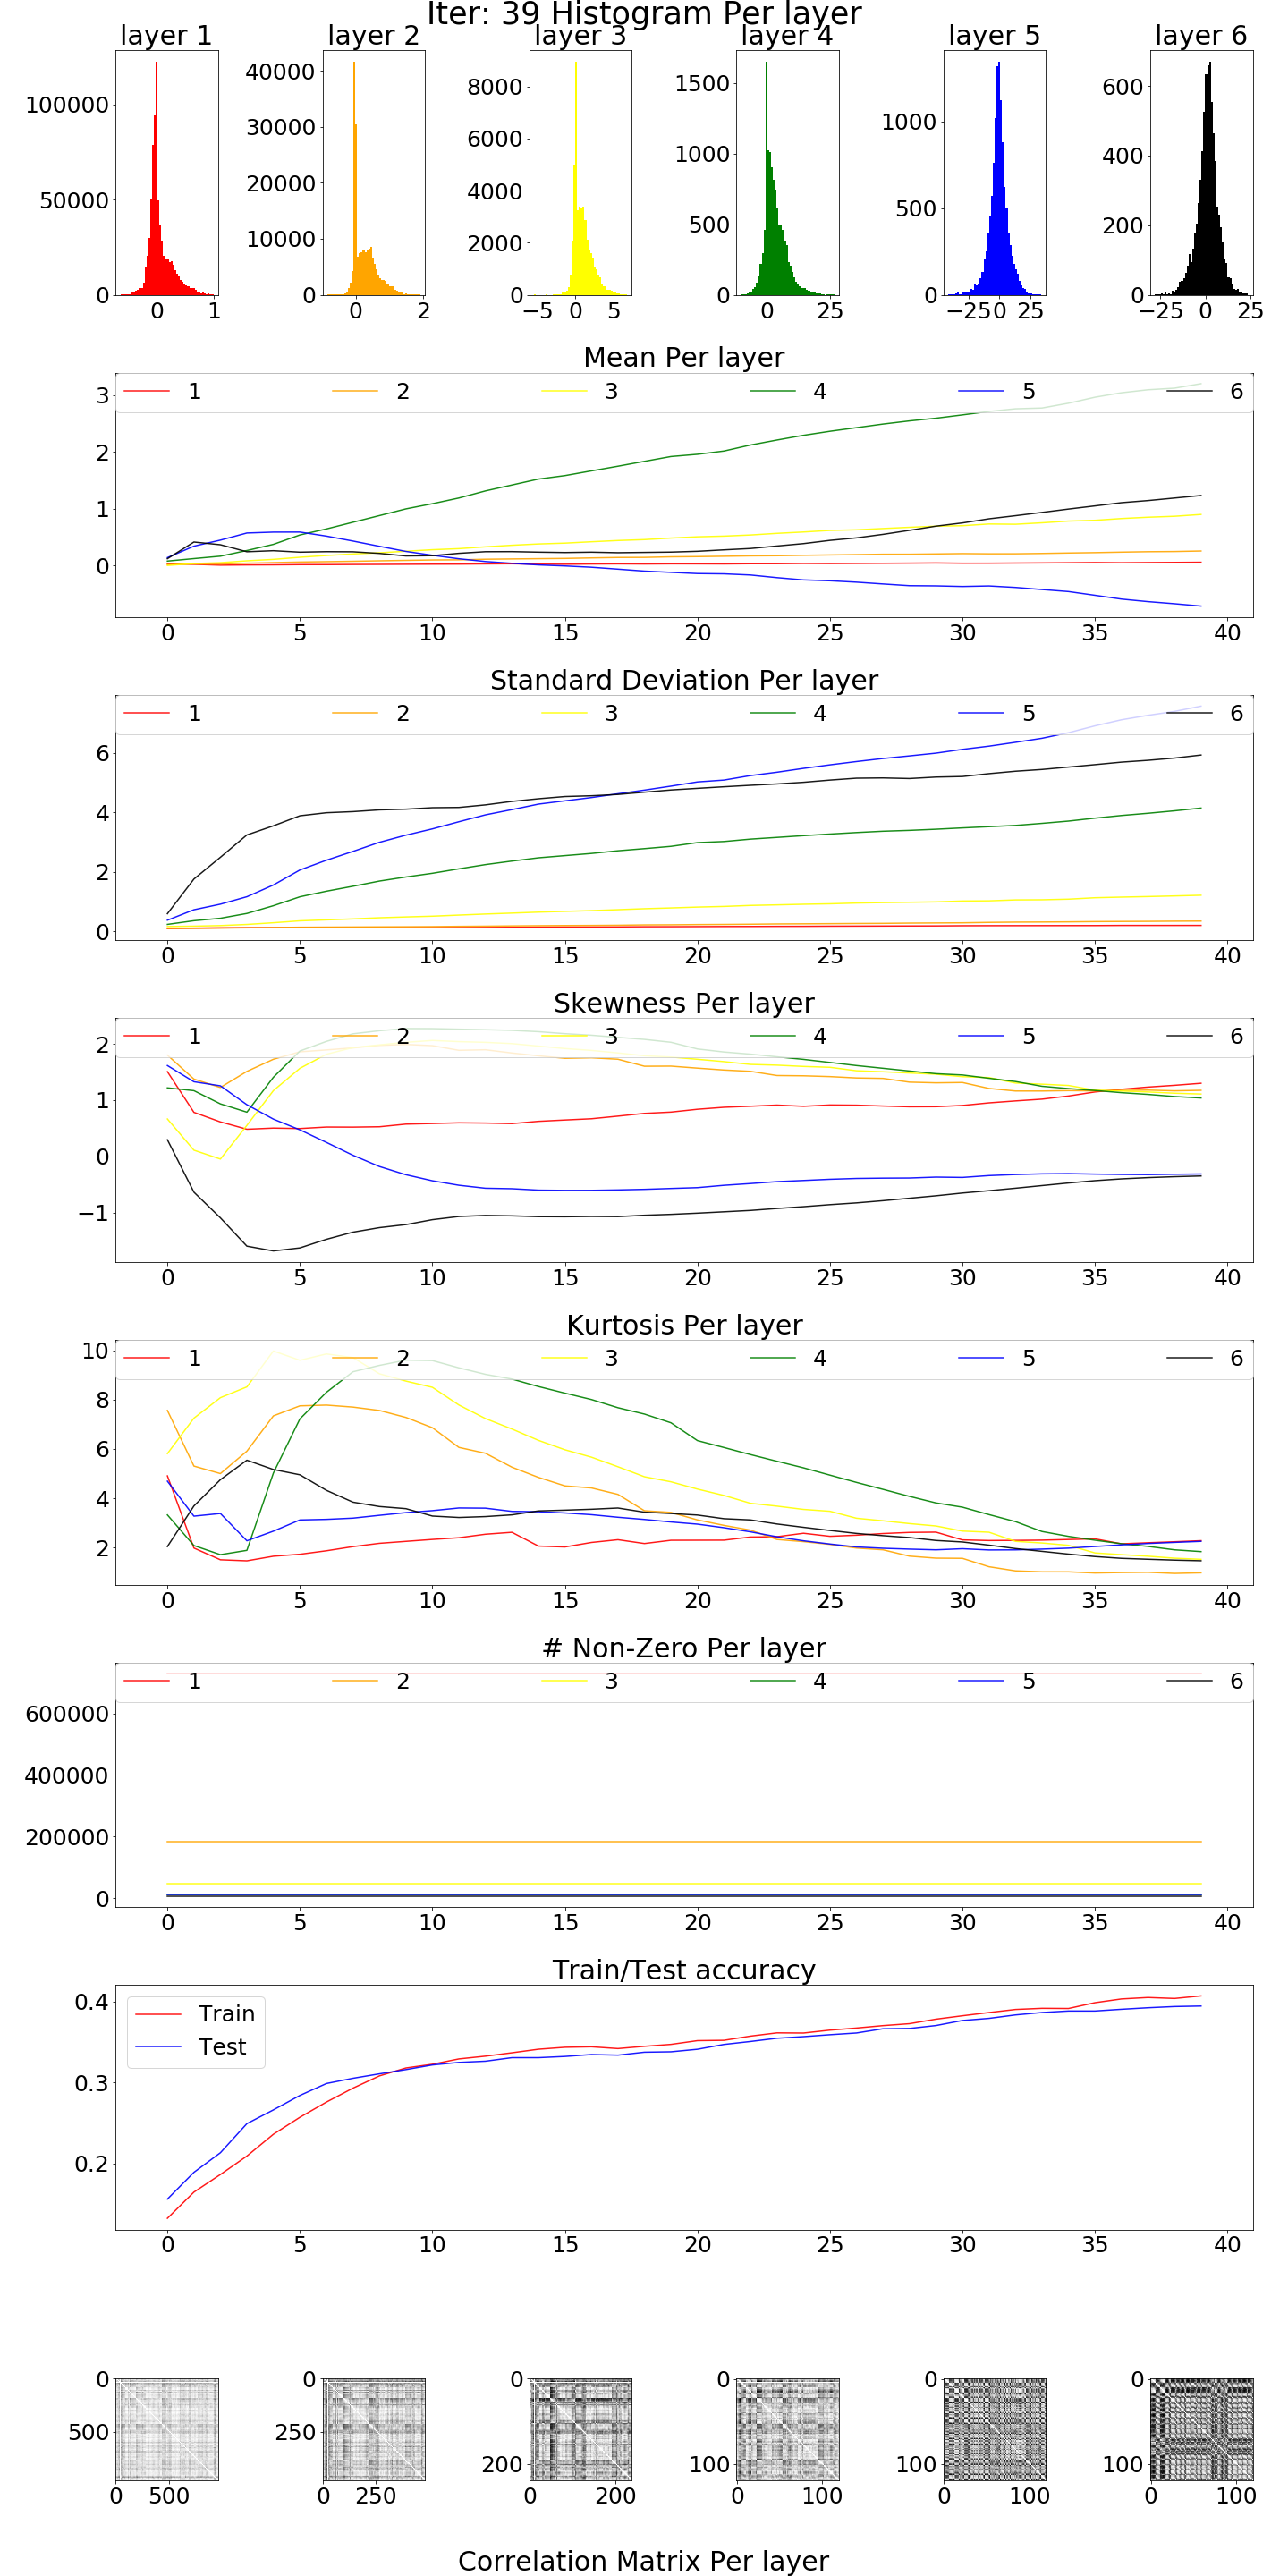 Iter: 39 Histogram Per layer
layer 1 layer 2 layer 3 layer 4 layer 5 layer 6
100000
50000
0
0 1
40000
30000
20000
10000
0
0 2
8000
6000
4000
2000
0
−5 0 5
1500
1000
500
0
0 25
1000
500
0
−25 0 25
600
400
200
0
−25 0 25
Mean Per layer
1 2 3 4 5 6
3
2
1
0
0 5 10 15 20 25 30 35 40
Standard Deviation Per layer
1 2 3 4 5 6
6
4
2
0
0 5 10 15 20 25 30 35 40
Skewness Per layer
1 2 3 4 5 6
2
1
0
−1
0 5 10 15 20 25 30 35 40
Kurtosis Per layer
1 2 3 4 5 6
10
8
6
4
2
0 5 10 15 20 25 30 35 40
# Non-Zero Per layer
1 2 3 4 5 6
600000
400000
200000
0
0 5 10 15 20 25 30 35 40
Train/Test accuracy
Train
Test
0.4
0.3
0.2
0 5 10 15 20 25 30 35 40
0
500
0 500
0
250
0 250
0
200
0 200
0
100
0 100
0
100
0 100
0
100
0 100
Correlation Matrix Per layer